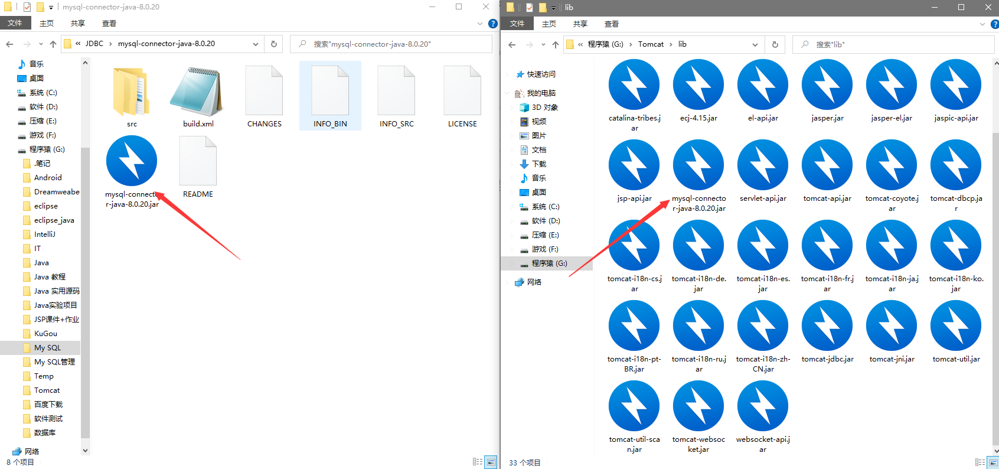 mysql-connector-java-8.0.20
文件 主页 共享 查看
« JDBC › mysql-connector-java-8.0.20
搜索"mysql-connector-java-8.0.20"
音乐
桌面
系统 (C:)
软件 (D:)
压缩 (E:)
游戏 (F:)
程序猿 (G:)
.笔记
Android
Dreamweabe
eclipse
eclipse_java
IntelliJ
IT
Java
Java 教程
Java 实用源码
Java实验项目
JSP课件+作业
KuGou
My SQL
My SQL管理
Temp
Tomcat
百度下载
软件测试
数据库
网络
src
build.xml
CHANGES
INFO_BIN
INFO_SRC
LICENSE
mysql-connecto
r-java-8.0.20.jar
README
8 个项目
lib
文件 主页 共享 查看
« 程序猿 (G:) › Tomcat › lib
搜索"lib"
快速访问
我的电脑
3D 对象
视频
图片
文档
下载
音乐
桌面
系统 (C:)
软件 (D:)
压缩 (E:)
游戏 (F:)
程序猿 (G:)
网络
catalina-tribes.j
ar
ecj-4.15.jar
el-api.jar
jasper.jar
jasper-el.jar
jaspic-api.jar
jsp-api.jar
mysql-connecto
r-java-8.0.20.jar
servlet-api.jar
tomcat-api.jar
tomcat-coyote.j
ar
tomcat-dbcp.ja
r
tomcat-i18n-cs.j
ar
tomcat-i18n-de.
jar
tomcat-i18n-es.
jar
tomcat-i18n-fr.j
ar
tomcat-i18n-ja.j
ar
tomcat-i18n-ko.
jar
tomcat-i18n-pt-
BR.jar
tomcat-i18n-ru.j
ar
tomcat-i18n-zh-
CN.jar
tomcat-jdbc.jar
tomcat-jni.jar
tomcat-util.jar
tomcat-util-sca
n.jar
tomcat-websoc
ket.jar
websocket-api.j
ar
33 个项目